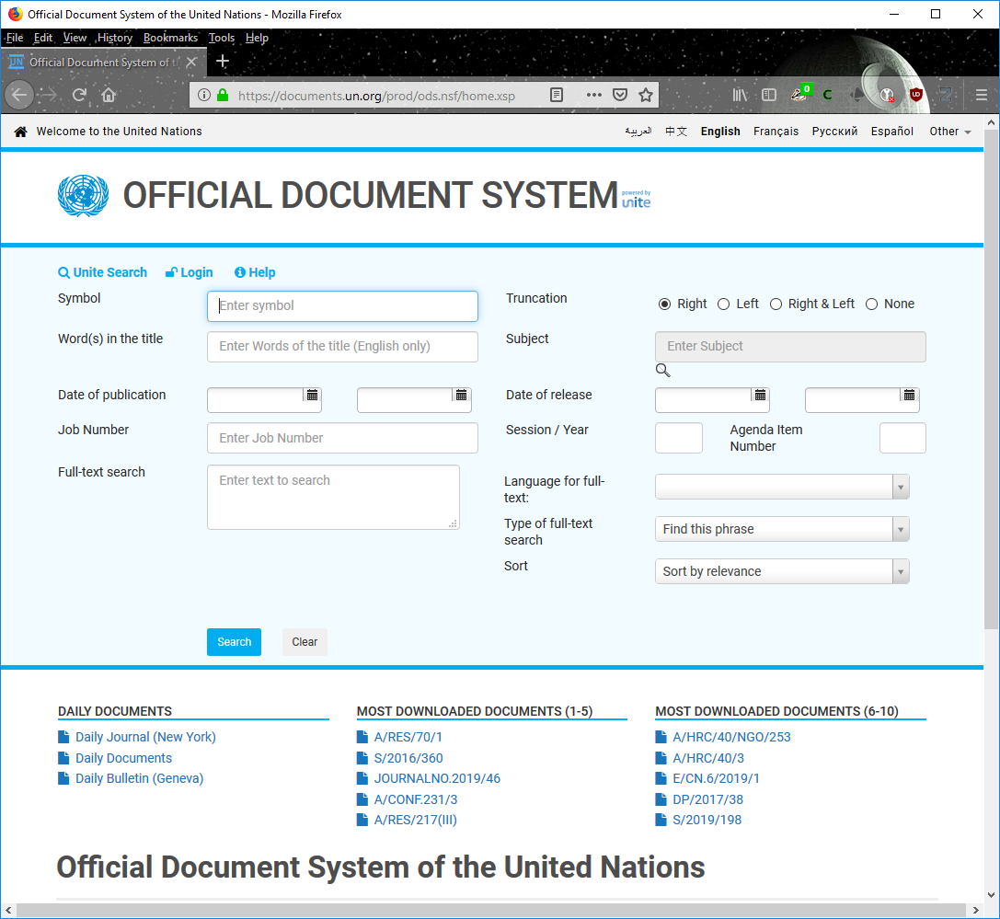 Official Document System of the United Nations - Mozilla Firefox
File Edit View History Bookmarks Tools Help
UN Official Document System of t
https://documents.un.org/prod/ods.nsf/home.xsp
0
Welcome to the United Nations
العربية 中文 English Français Русский Español Other
OFFICIAL DOCUMENT SYSTEM powered by unite
Unite Search Login Help
Symbol Enter symbol Truncation Right Left Right & Left None
Word(s) in the title Enter Words of the title (English only) Subject Enter Subject
Date of publication Date of release
Job Number Enter Job Number Session / Year Agenda Item
Number
Full-text search Enter text to search Language for full-
text:
Type of full-text Find this phrase
search
Sort Sort by relevance
Search Clear
DAILY DOCUMENTS MOST DOWNLOADED DOCUMENTS (1-5) MOST DOWNLOADED DOCUMENTS (6-10)
Daily Journal (New York) A/RES/70/1 A/HRC/40/NGO/253
Daily Documents S/2016/360 A/HRC/40/3
Daily Bulletin (Geneva) JOURNALNO.2019/46 E/CN.6/2019/1
A/CONF.231/3 DP/2017/38
A/RES/217(III) S/2019/198
Official Document System of the United Nations